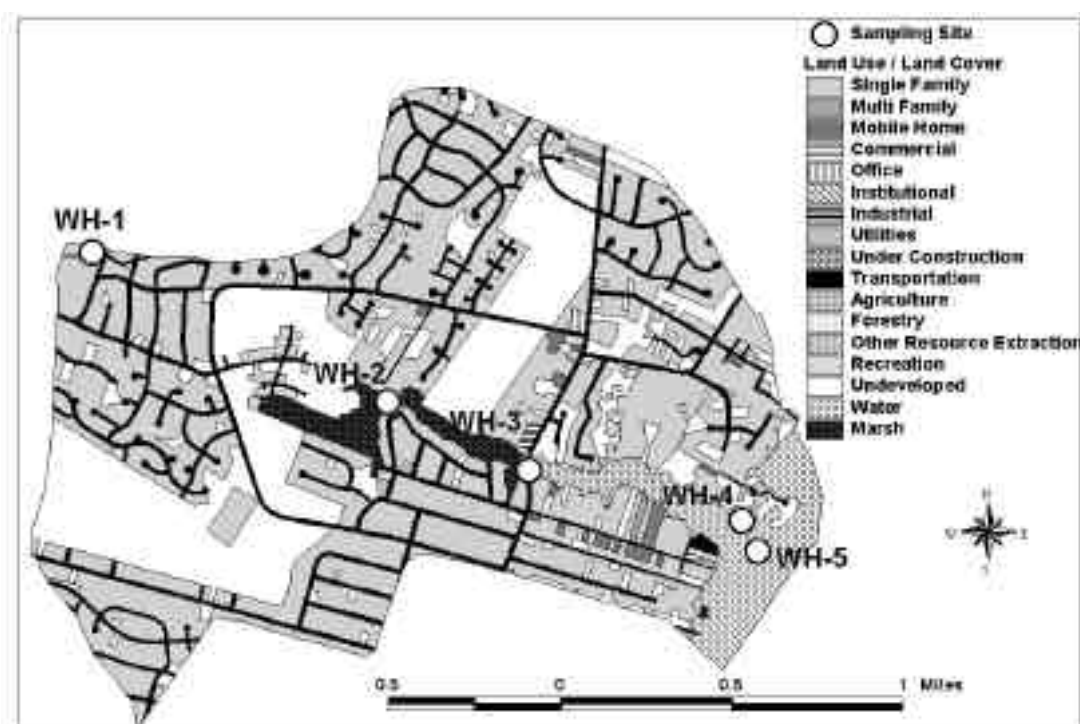 Sampling Site
Land Use / Land Cover
Single Family
Multi Family
Mobile Home
Commercial
Office
Institutional
Industrial
Utilities
Under Construction
Transportation
Agriculture
Forestry
Other Resource Extraction
Recreation
Undeveloped
Water
Marsh
WH-1
WH-2
WH-3
WH-4
WH-5
0.5 0 0.5 1 Miles